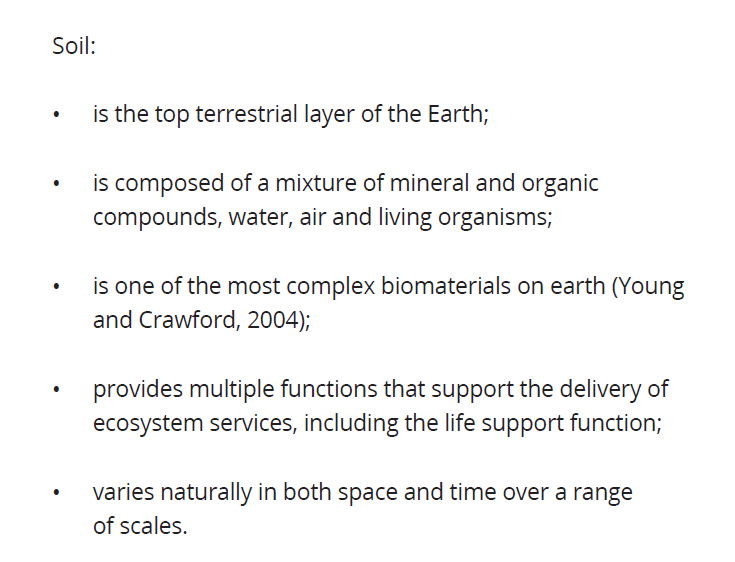 Soil:
• is the top terrestrial layer of the Earth;
• is composed of a mixture of mineral and organic
compounds, water, air and living organisms;
• is one of the most complex biomaterials on earth (Young
and Crawford, 2004);
• provides multiple functions that support the delivery of
ecosystem services, including the life support function;
• varies naturally in both space and time over a range
of scales.